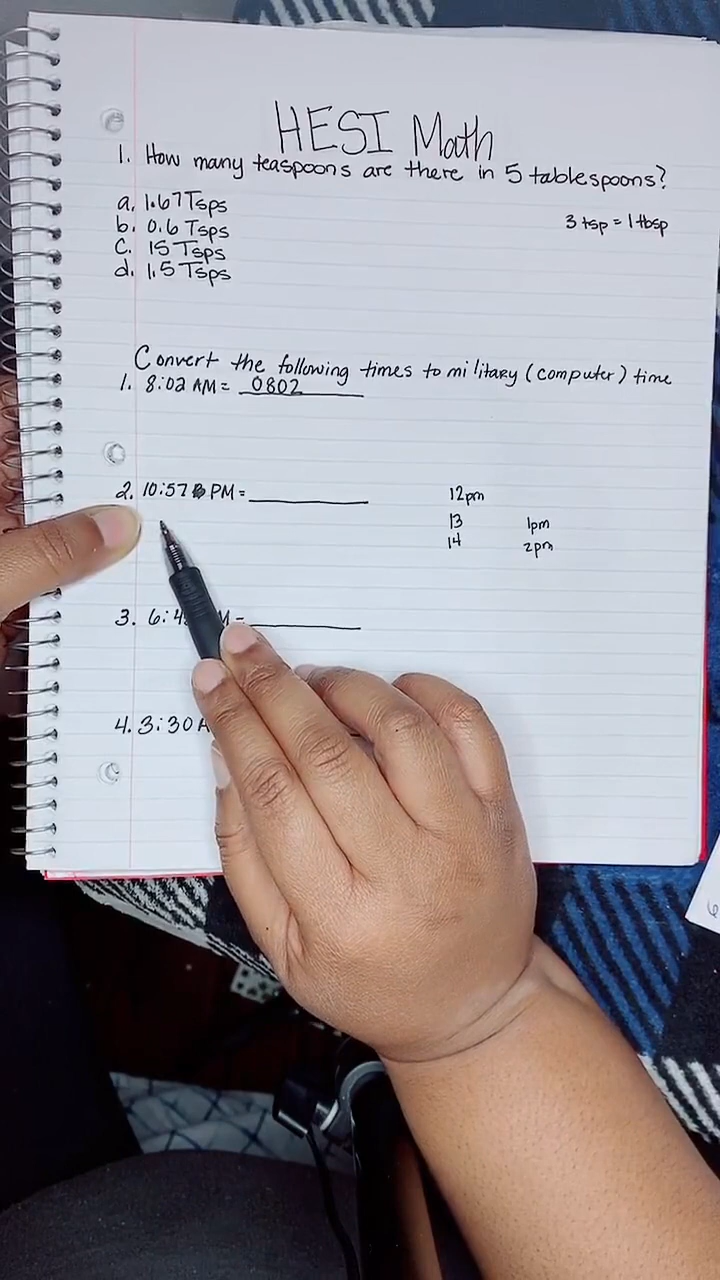 HESI Math
1. How many teaspoons are there in 5 tablespoons?
a. 1.67 Tsps
b. 0.6 Tsps
3 tsp = 1 tbsp
c. 15 Tsps
d. 1.5 Tsps
Convert the following times to military (computer) time
1. 8:02 AM = 0802
2. 10:57 PM =
12pm
13 1pm
14 2pm
3. 6:4
4. 3:30 A